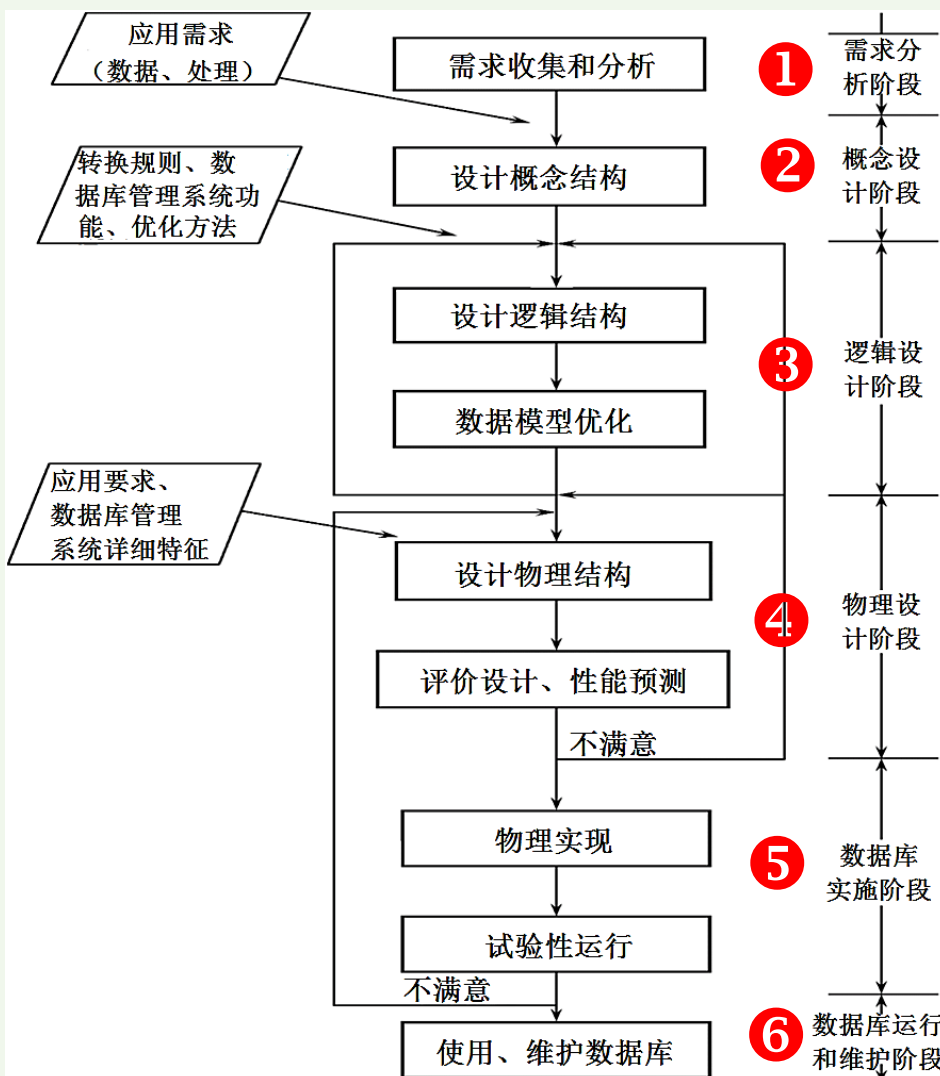 应用需求
（数据、处理）
需求收集和分析
1
需求分
析阶段
转换规则、数
据库管理系统功
能、优化方法
设计概念结构
2
概念设
计阶段
设计逻辑结构
3
逻辑设
计阶段
数据模型优化
应用要求、
数据库管理
系统详细特征
设计物理结构
4
物理设
计阶段
评价设计、性能预测
不满意
物理实现
5
数据库
实施阶段
试验性运行
不满意
使用、维护数据库
6
数据库运行
和维护阶段